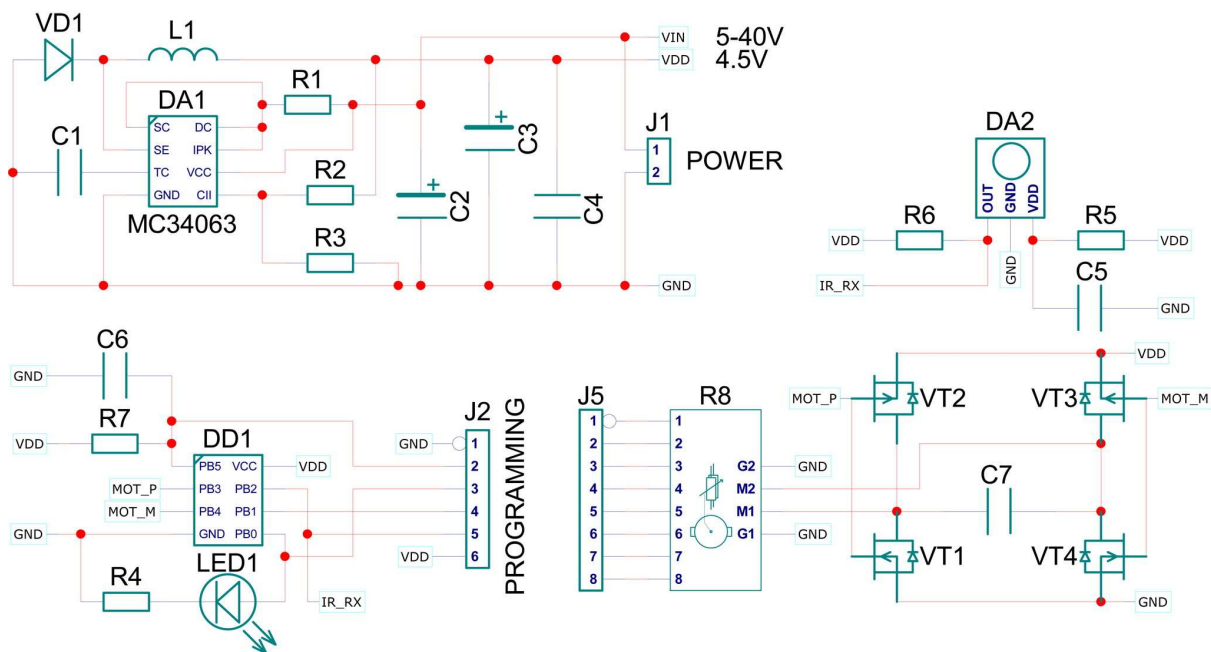 VD1 L1 VIN 5-40V
VDD 4.5V
R1
DA1 C3 J1 DA2
SC DC
C1 SE IPK 1 POWER
TC VCC R2 2
GND CII C2 C4
MC34063
R3
GND
OUT GND VDD
R6 R5
VDD VDD
GND
IR_RX C5
GND
C6
GND
R7
VDD
DD1
PB5 VCC VDD
MOT_P PB3 PB2
MOT_M PB4 PB1
GND GND PB0
LED1
R4
IR_RX
J2 PROGRAMMING
GND 1
2
3
4
5
VDD 6
J5 R8
1 1
2 2
3 3 G2 GND
4 4 M2
5 5 M1
6 6 G1 GND
7 7
8 8
VDD
MOT_P VT2 VT3 MOT_M
C7
VT1 VT4
GND